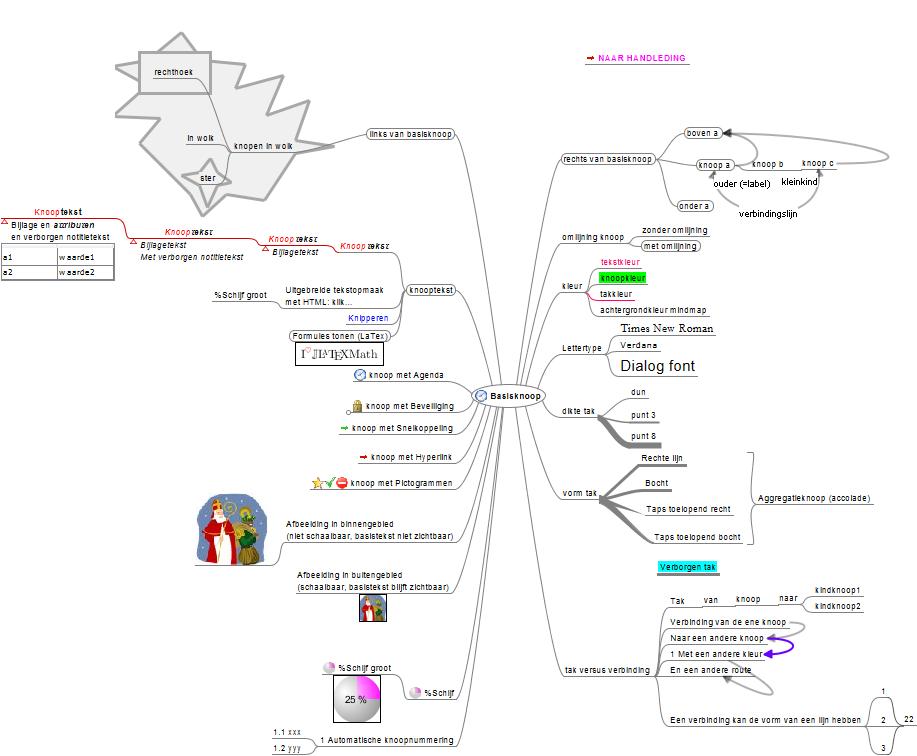 NAAR HANDLEDING
rechthoek
In wolk
knopen in wolk
ster
links van basisknoop
Knooptekst
Bijlage en attributen
en verborgen notitietekst
a1 waarde1
a2 waarde2
Knooptekst
Bijlagetekst
Met verborgen notitietekst
Knooptekst
Bijlagetekst
Knooptekst
knooptekst
%Schijf groot
Uitgebreide tekstopmaak
met HTML: klik...
Knipperen
Formules tonen (LaTex)
I ♡ JLATEXMath
knoop met Agenda
knoop met Beveiliging
knoop met Snelkoppeling
knoop met Hyperlink
knoop met Pictogrammen
Afbeelding in binnengebied
(niet schaalbaar, basistekst niet zichtbaar)
Afbeelding in buitengebied
(schaalbaar, basistekst blijft zichtbaar)
%Schijf groot
25 %
%Schijf
1.1 xxx
1.2 yyy
1 Automatische knoopnummering
Basisknoop
rechts van basisknoop
boven a
knoop a
knoop b
knoop c
ouder (=label)
kleinkind
onder a
verbindingslijn
omlijning knoop
zonder omlijning
met omlijning
kleur
tekstkleur
knoopkleur
takkleur
achtergrondkleur mindmap
Lettertype
Times New Roman
Verdana
Dialog font
dikte tak
dun
punt 3
punt 8
vorm tak
Rechte lijn
Bocht
Taps toelopend recht
Taps toelopend bocht
Aggregatieknoop (accolade)
Verborgen tak
tak versus verbinding
Tak van knoop naar
kindknoop1
kindknoop2
Verbinding van de ene knoop
Naar een andere knoop
1 Met een andere kleur
En een andere route
Een verbinding kan de vorm van een lijn hebben
1
2
3
22